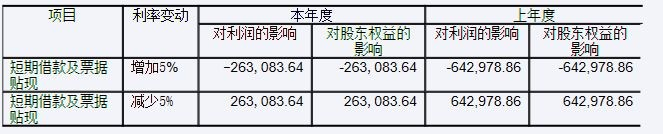 项目 利率变动 本年度 上年度
对利润的影响 对股东权益的影响 对利润的影响 对股东权益的影响
短期借款及票据贴现 增加5% -263,083.64 -263,083.64 -642,978.86 -642,978.86
短期借款及票据贴现 减少5% 263,083.64 263,083.64 642,978.86 642,978.86